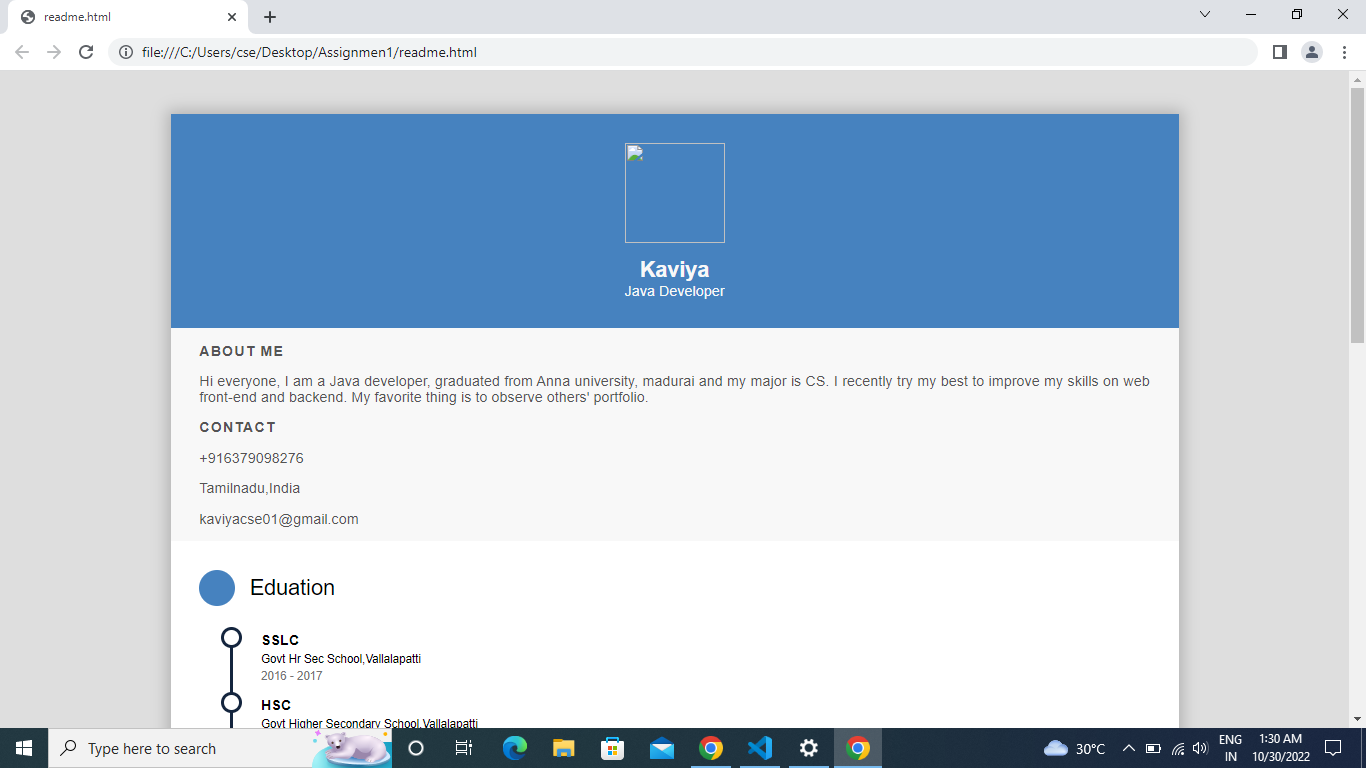 readme.html
file:///C:/Users/cse/Desktop/Assignmen1/readme.html
Kaviya
Java Developer
ABOUT ME
Hi everyone, I am a Java developer, graduated from Anna university, madurai and my major is CS. I recently try my best to improve my skills on web
front-end and backend. My favorite thing is to observe others' portfolio.
CONTACT
+916379098276
Tamilnadu,India
kaviyacse01@gmail.com
Eduation
SSLC
Govt Hr Sec School,Vallalapatti
2016 - 2017
HSC
Govt Higher Secondary School,Vallalapatti
Type here to search
30°C
ENG
IN
1:30 AM
10/30/2022